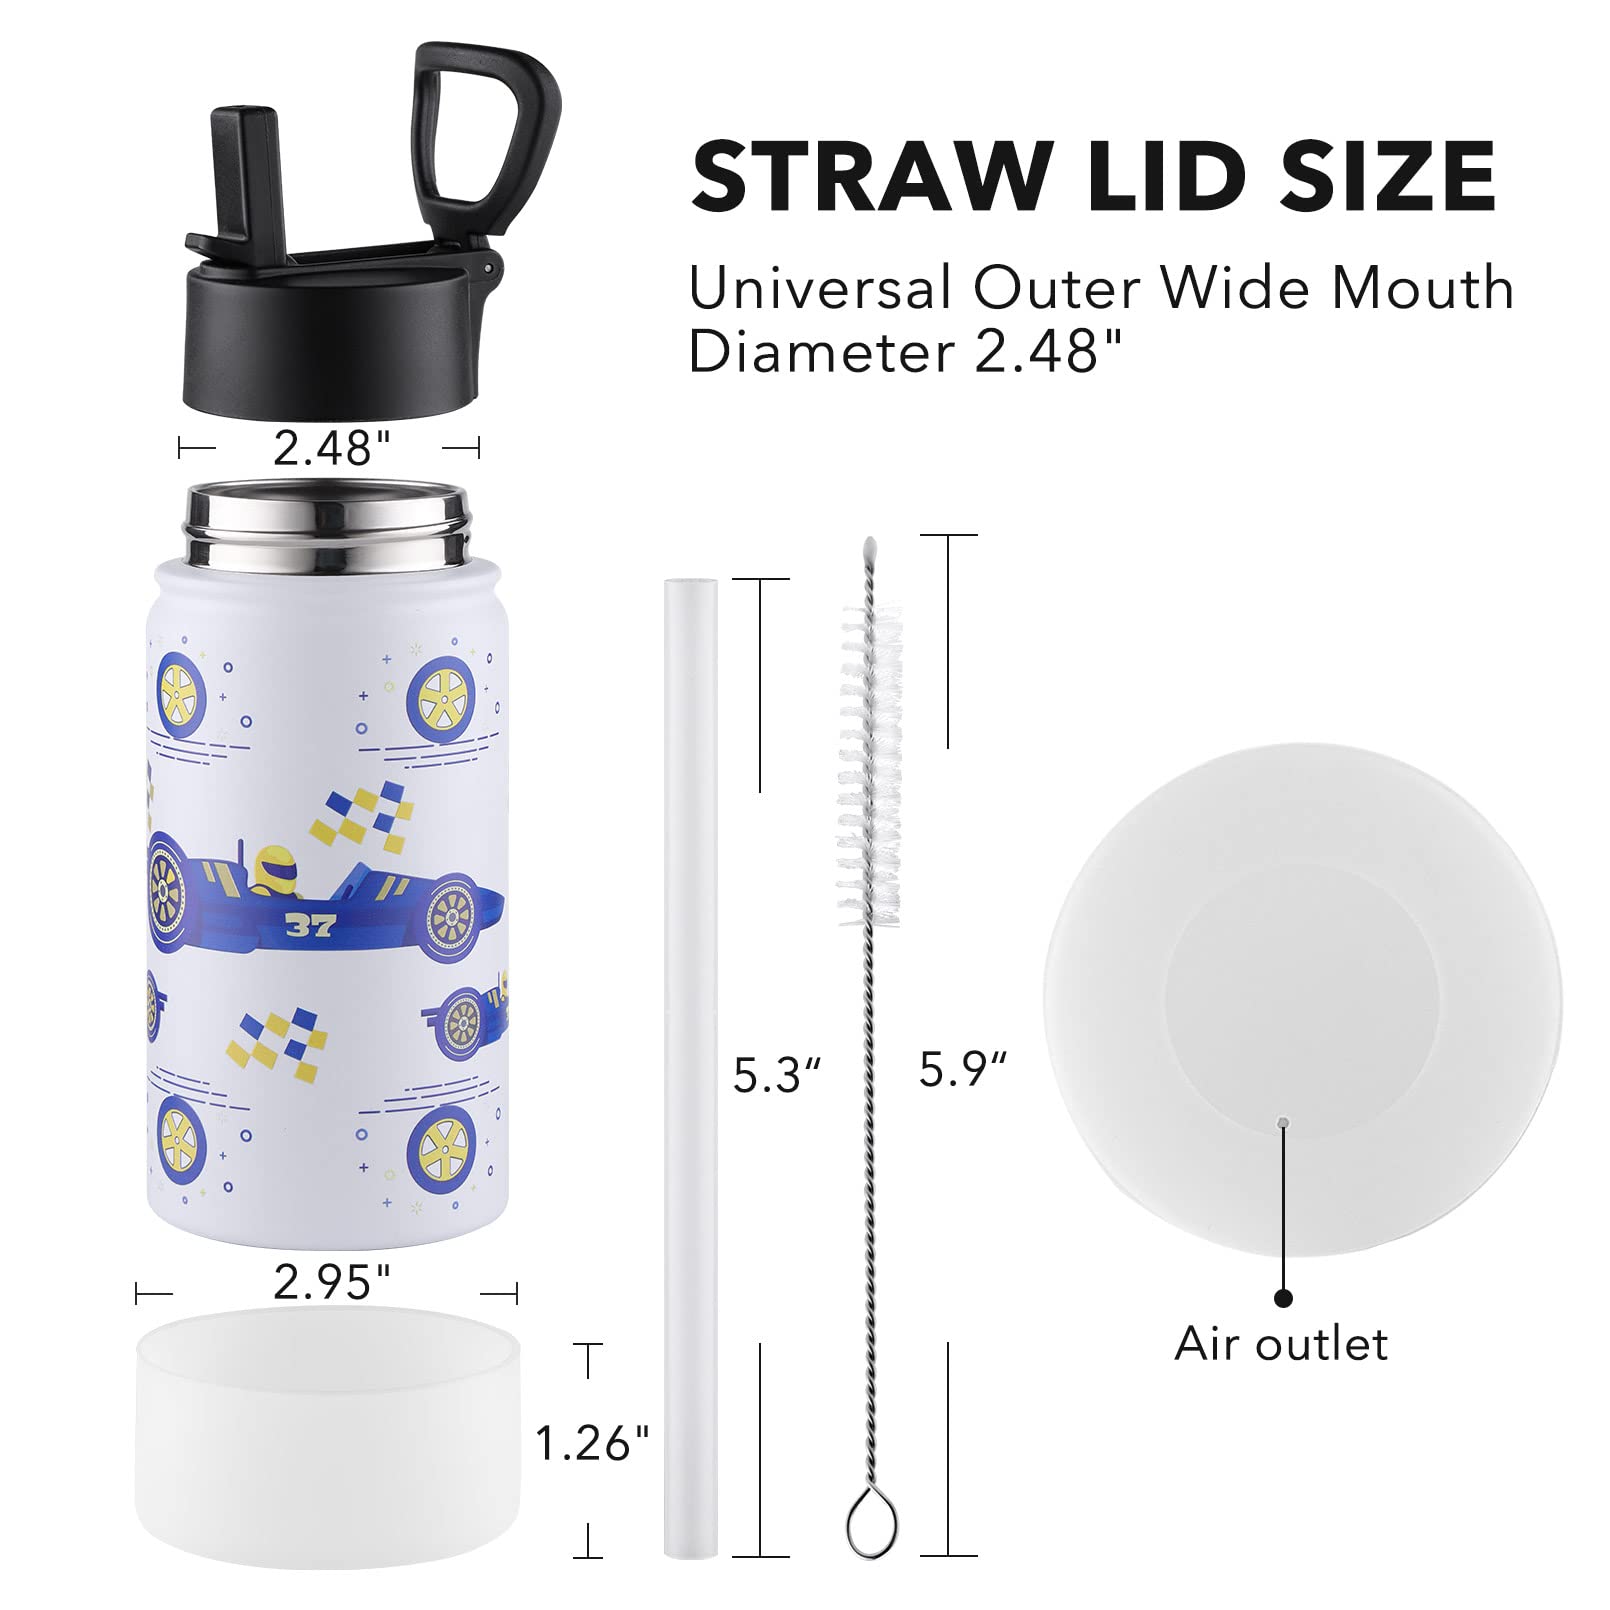 STRAW LID SIZE
Universal Outer Wide Mouth
Diameter 2.48"
2.48"
37
5.3“
5.9“
2.95"
1.26"
Air outlet